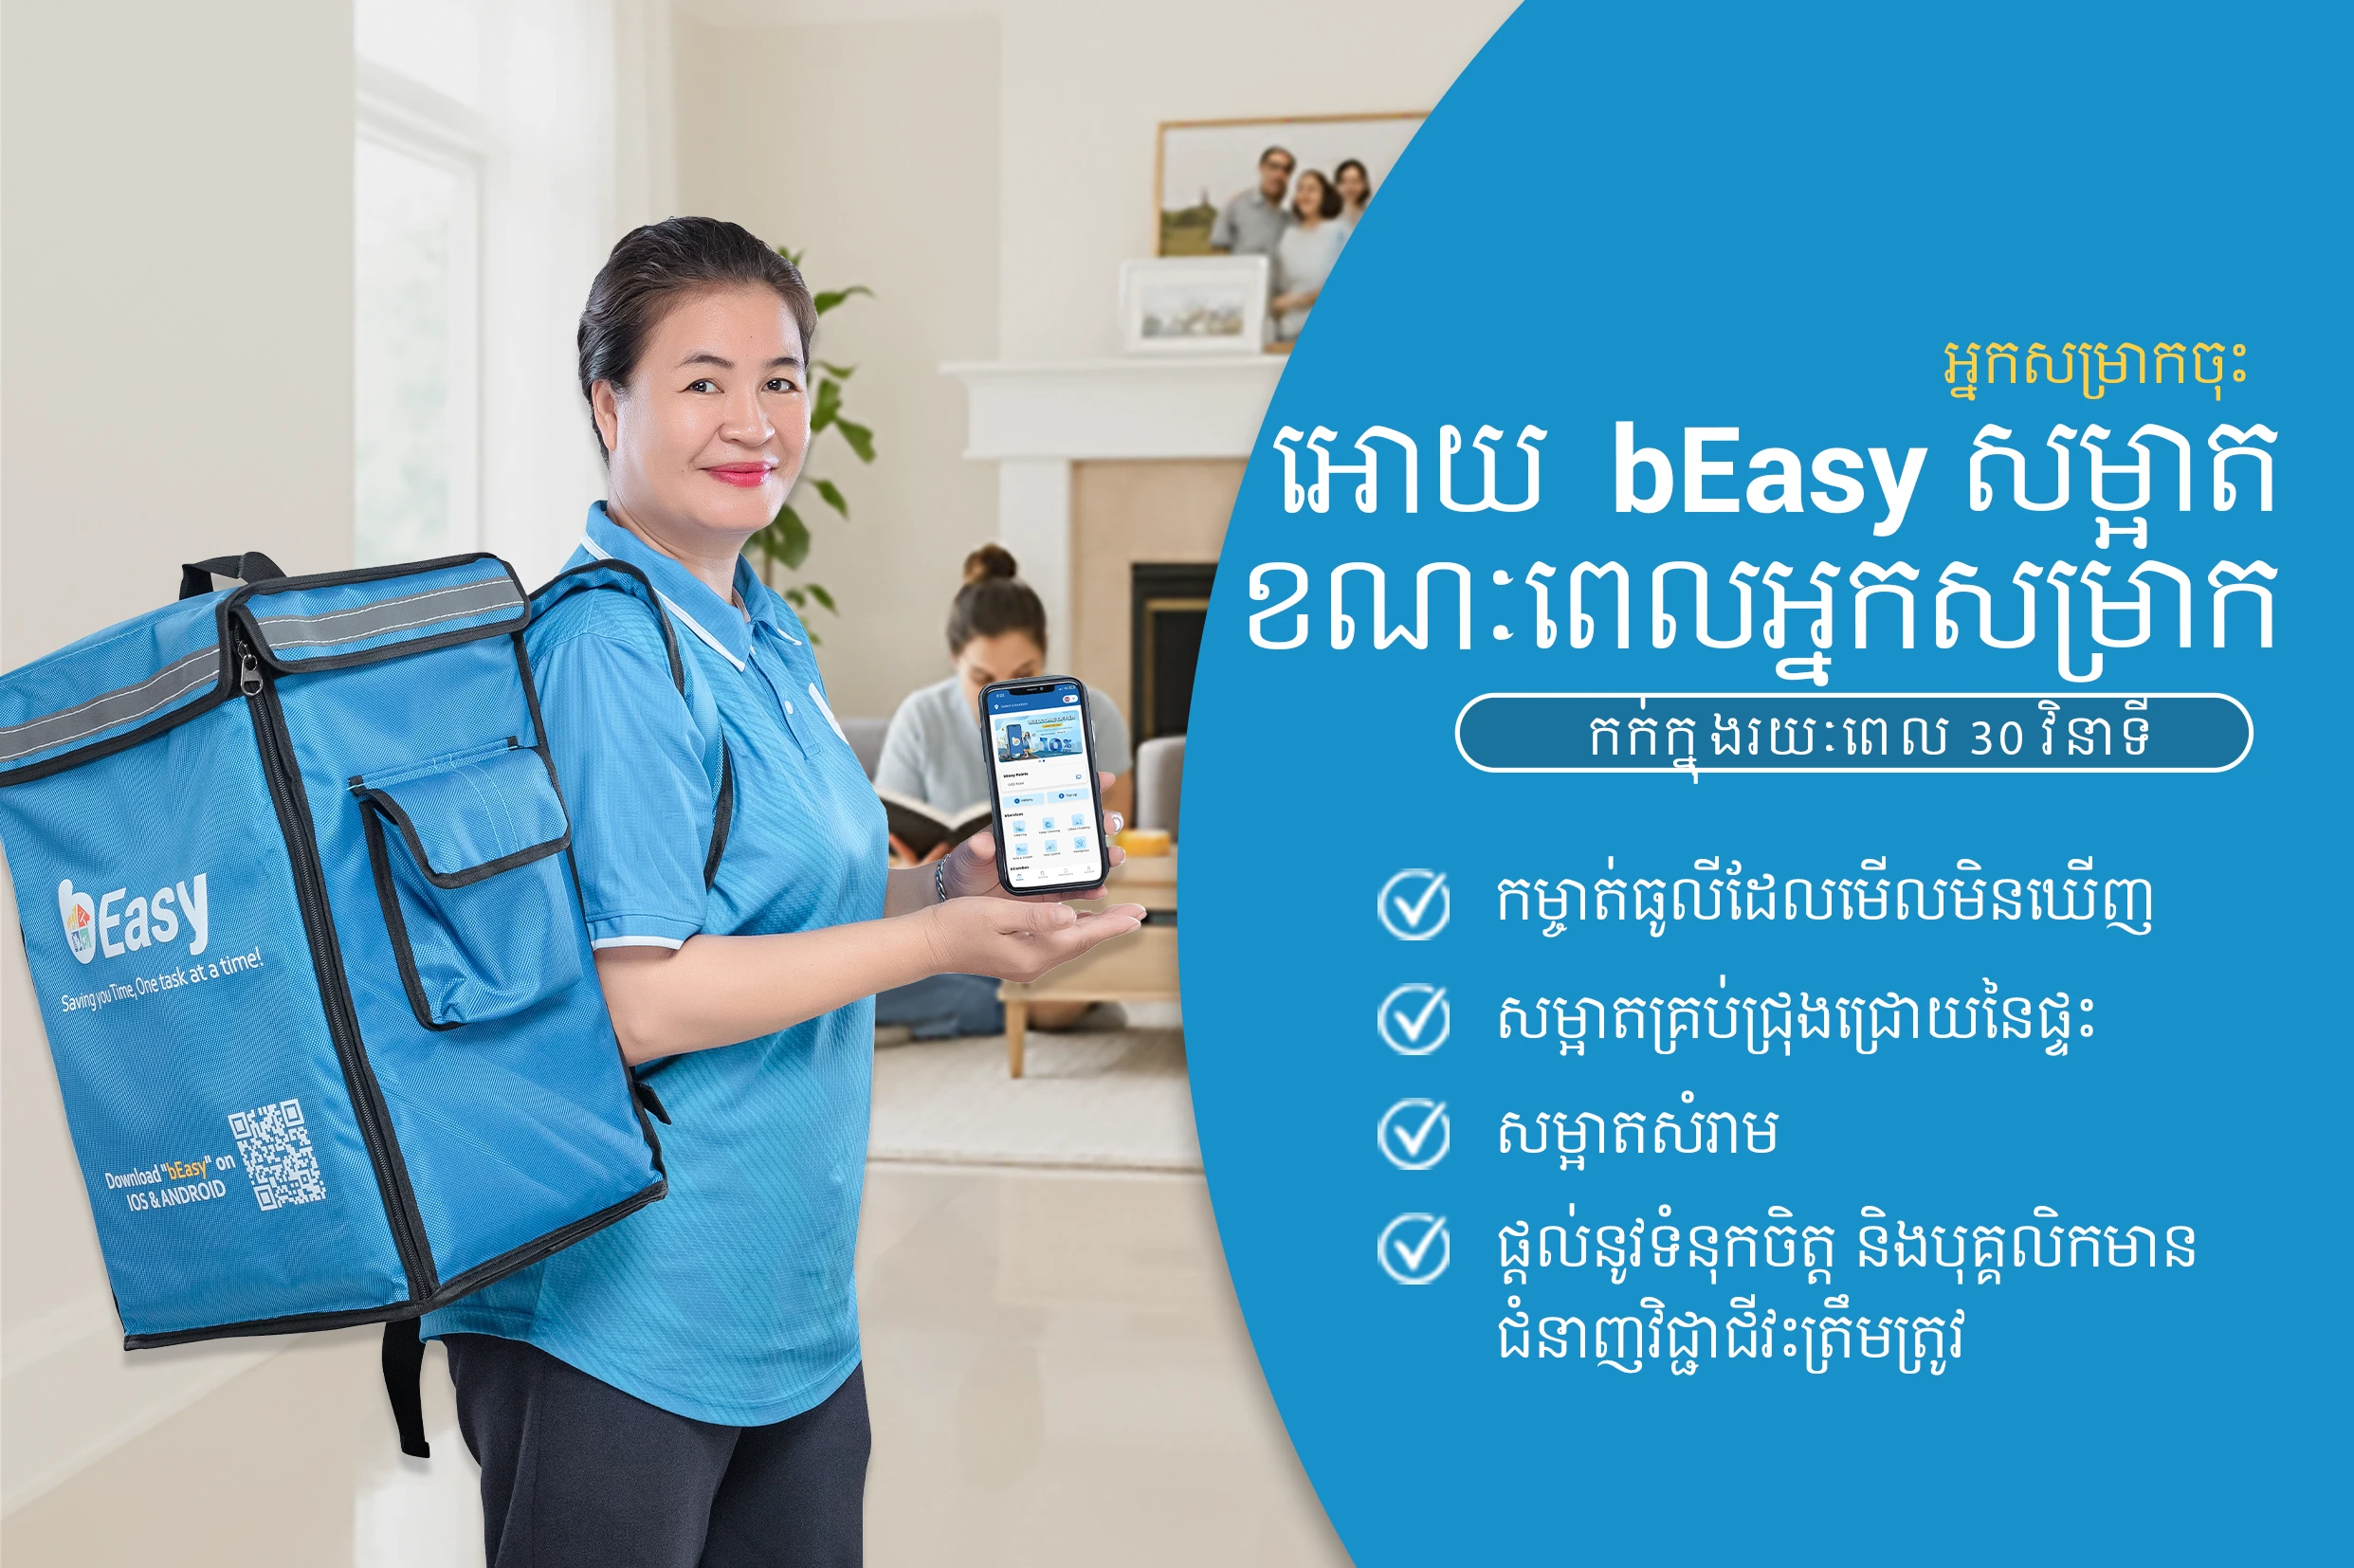 អ្នកសម្រាកចុះ
អោយ bEasy សម្អាត
ខណៈពេលអ្នកសម្រាក
កក់ក្នុងរយៈពេល 30 វិនាទី
កម្ចាត់ធូលីដែលមើលមិនឃើញ
សម្អាតគ្រប់ជ្រុងជ្រោយនៃផ្ទះ
សម្អាតសំរាម
ផ្តល់នូវទំនុកចិត្ត និងបុគ្គលិកមាន
ជំនាញវិជ្ជាជីវះត្រឹមត្រូវ
bEasy
Saving you Time, One task at a time!
Download "bEasy" on
IOS & ANDROID
WELCOME OFFER
10%